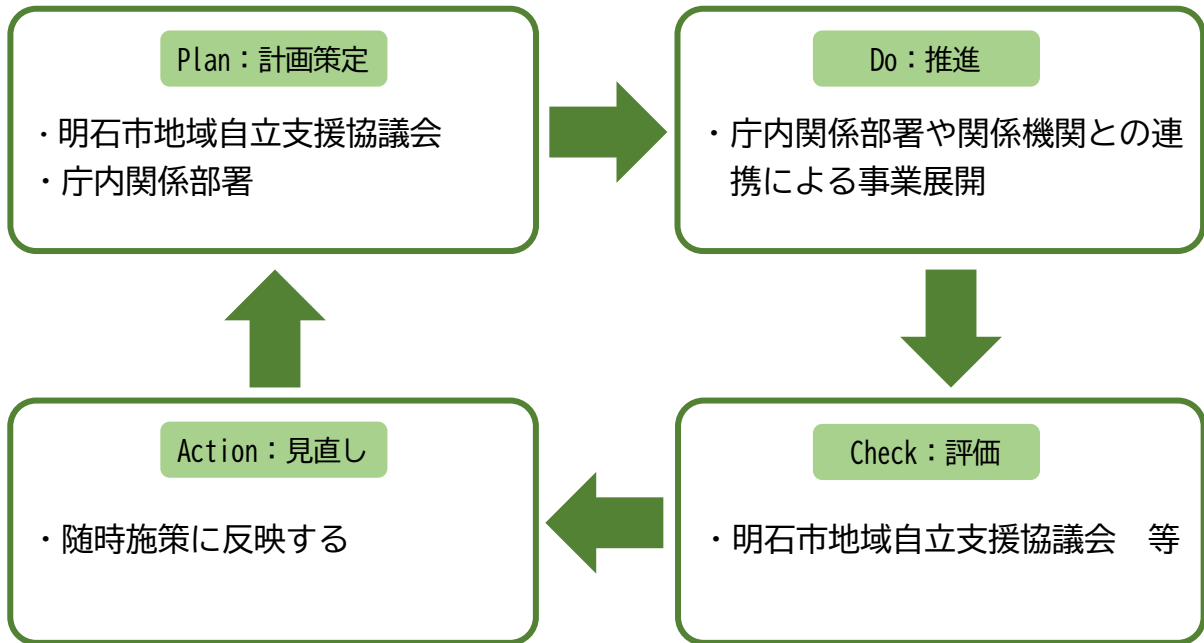 Plan：計画策定
・明石市地域自立支援協議会
・庁内関係部署
Do：推進
・庁内関係部署や関係機関との連
携による事業展開
Action：見直し
・随時施策に反映する
Check：評価
・明石市地域自立支援協議会　等